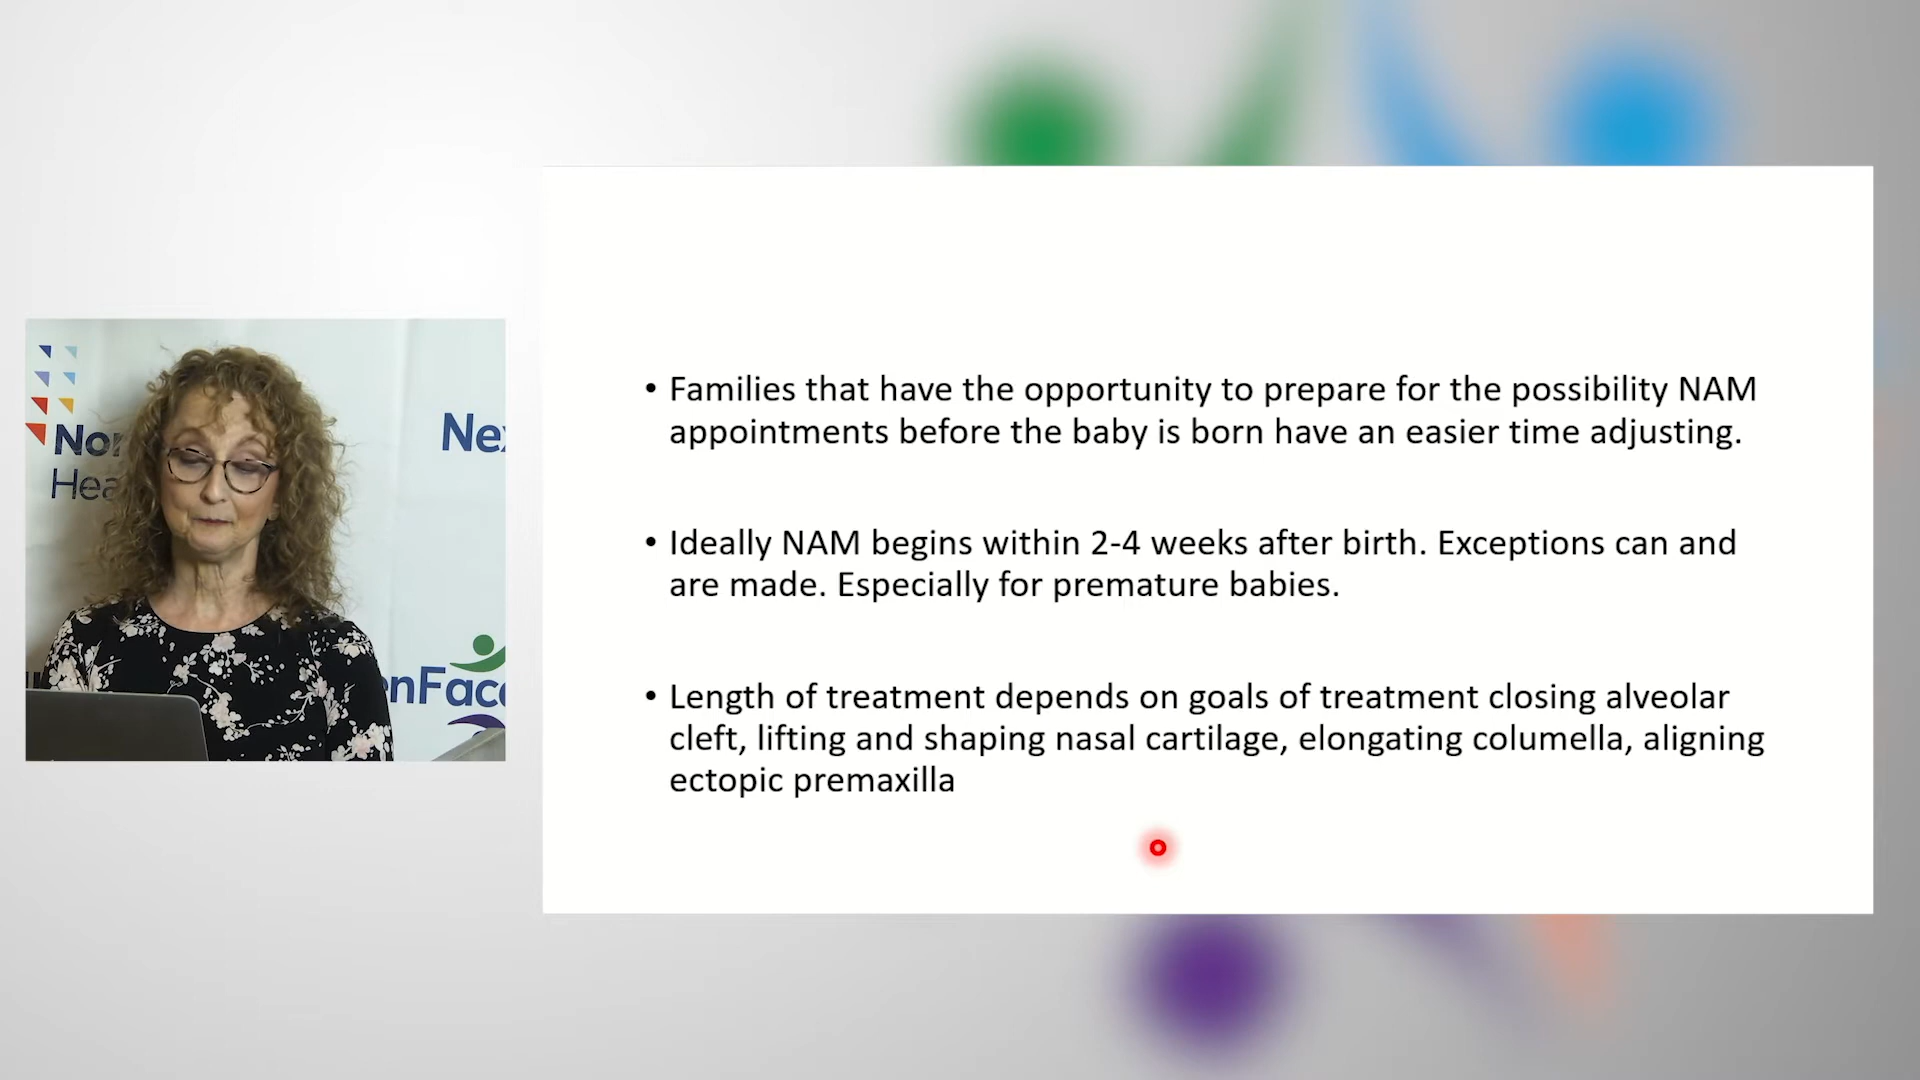 Nor
Hea
Nex
enFace
• Families that have the opportunity to prepare for the possibility NAM
appointments before the baby is born have an easier time adjusting.
• Ideally NAM begins within 2-4 weeks after birth. Exceptions can and
are made. Especially for premature babies.
• Length of treatment depends on goals of treatment closing alveolar
cleft, lifting and shaping nasal cartilage, elongating columella, aligning
ectopic premaxilla